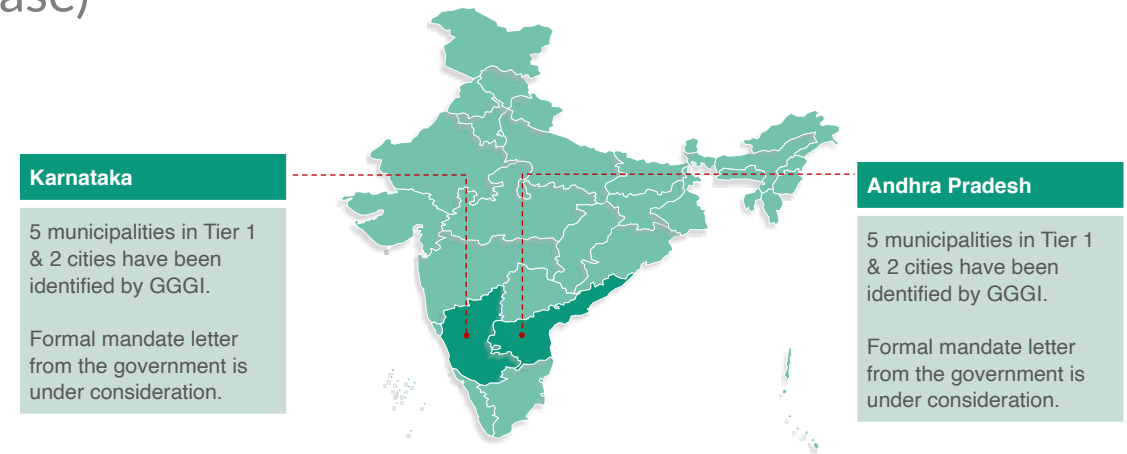 ase)
Karnataka
5 municipalities in Tier 1
& 2 cities have been
identified by GGGI.
Formal mandate letter
from the government is
under consideration.
Andhra Pradesh
5 municipalities in Tier 1
& 2 cities have been
identified by GGGI.
Formal mandate letter
from the government is
under consideration.